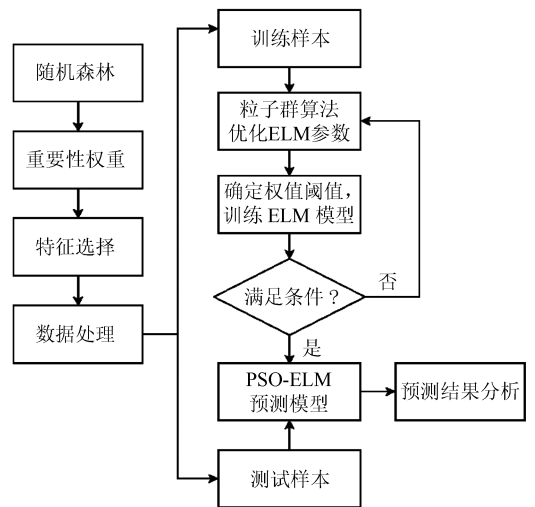 随机森林
重要性权重
特征选择
数据处理
训练样本
粒子群算法
优化ELM参数
确定权值阈值，
训练 ELM 模型
满足条件？
否
是
PSO-ELM
预测模型
预测结果分析
测试样本